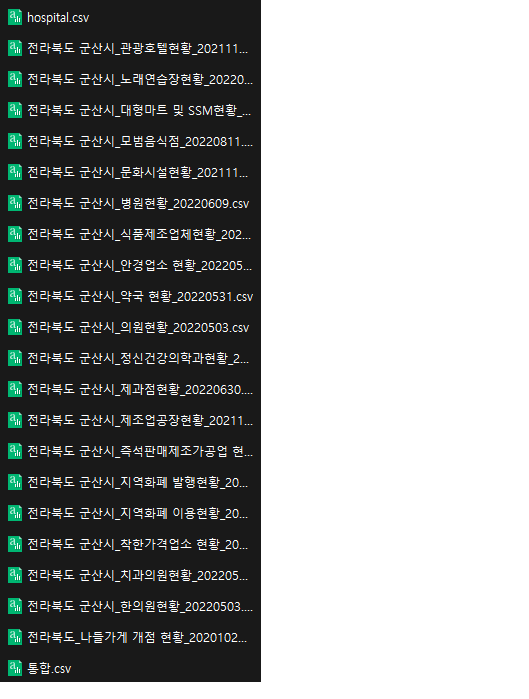 hospital.csv
전라북도 군산시_관광호텔현황_202111...
전라북도 군산시_노래연습장현황_20220...
전라북도 군산시_대형마트 및 SSM현황_...
전라북도 군산시_모범음식점_20220811....
전라북도 군산시_문화시설현황_202111...
전라북도 군산시_병원현황_20220609.csv
전라북도 군산시_식품제조업체현황_202...
전라북도 군산시_안경업소 현황_202205...
전라북도 군산시_약국 현황_20220531.csv
전라북도 군산시_의원현황_20220503.csv
전라북도 군산시_정신건강의학과현황_2...
전라북도 군산시_제과점현황_20220630....
전라북도 군산시_제조업공장현황_20211...
전라북도 군산시_즉석판매제조가공업 현...
전라북도 군산시_지역화폐 발행현황_20...
전라북도 군산시_지역화폐 이용현황_20...
전라북도 군산시_착한가격업소 현황_20...
전라북도 군산시_치과의원현황_202205...
전라북도 군산시_한의원현황_20220503....
전라북도_나들가게 개점 현황_2020102...
통합.csv